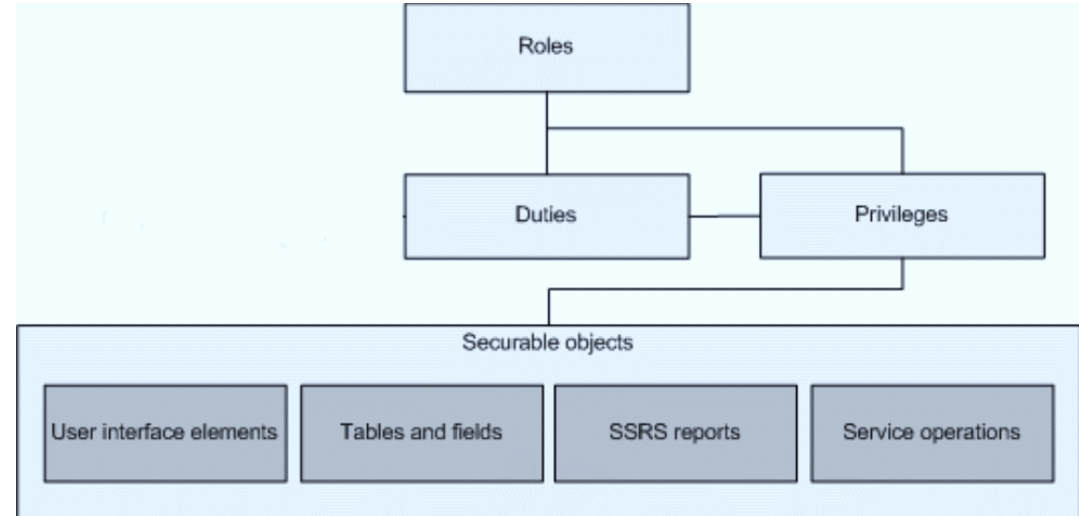 Roles
Duties
Privileges
Securable objects
User interface elements
Tables and fields
SSRS reports
Service operations